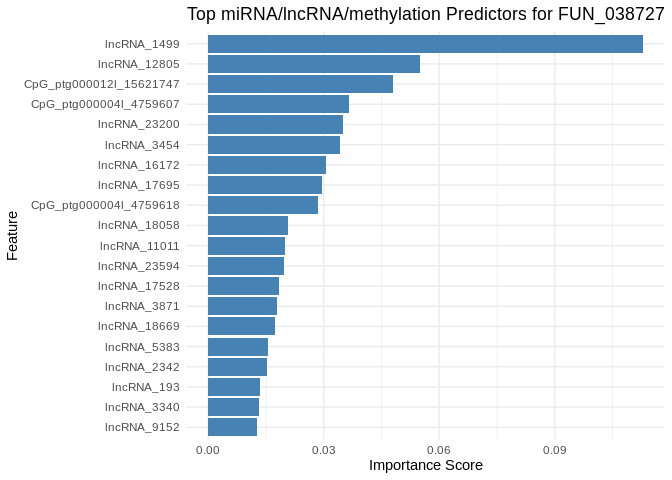 Top miRNA/lncRNA/methylation Predictors for FUN_038727
lncRNA_1499
lncRNA_12805
CpG_ptg000012l_15621747
CpG_ptg000004l_4759607
lncRNA_23200
lncRNA_3454
lncRNA_16172
lncRNA_17695
CpG_ptg000004l_4759618
lncRNA_18058
lncRNA_11011
lncRNA_23594
lncRNA_17528
lncRNA_3871
lncRNA_18669
lncRNA_5383
lncRNA_2342
lncRNA_193
lncRNA_3340
lncRNA_9152
Feature
0.00 0.03 0.06 0.09
Importance Score